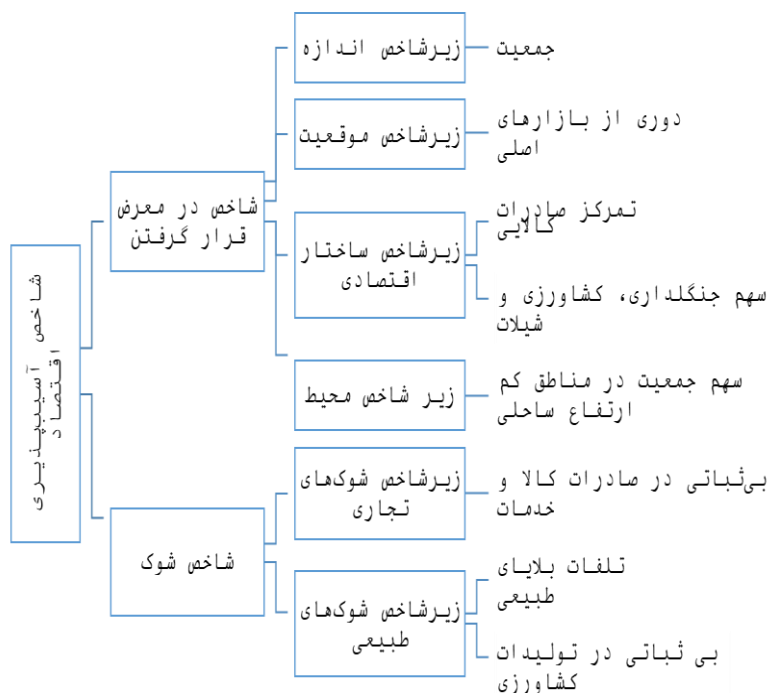 شاخص آسیب‌پذیری
اقتصاد
شاخص در معرض
قرار گرفتن
زیرشاخص اندازه
جمعیت
زیرشاخص موقعیت
دوری از بازارهای
اصلی
زیرشاخص ساختار
اقتصادی
تمرکز صادرات
کالایی
سهم جنگلداری، کشاورزی و
شیلات
زیر شاخص محیط
سهم جمعیت در مناطق کم
ارتفاع ساحلی
شاخص شوک
زیرشاخص شوک‌های
تجاری
بی‌ثباتی در صادرات کالا و
خدمات
زیرشاخص شوک‌های
طبیعی
تلفات بلایای
طبیعی
بی ثباتی در تولیدات
کشاورزی